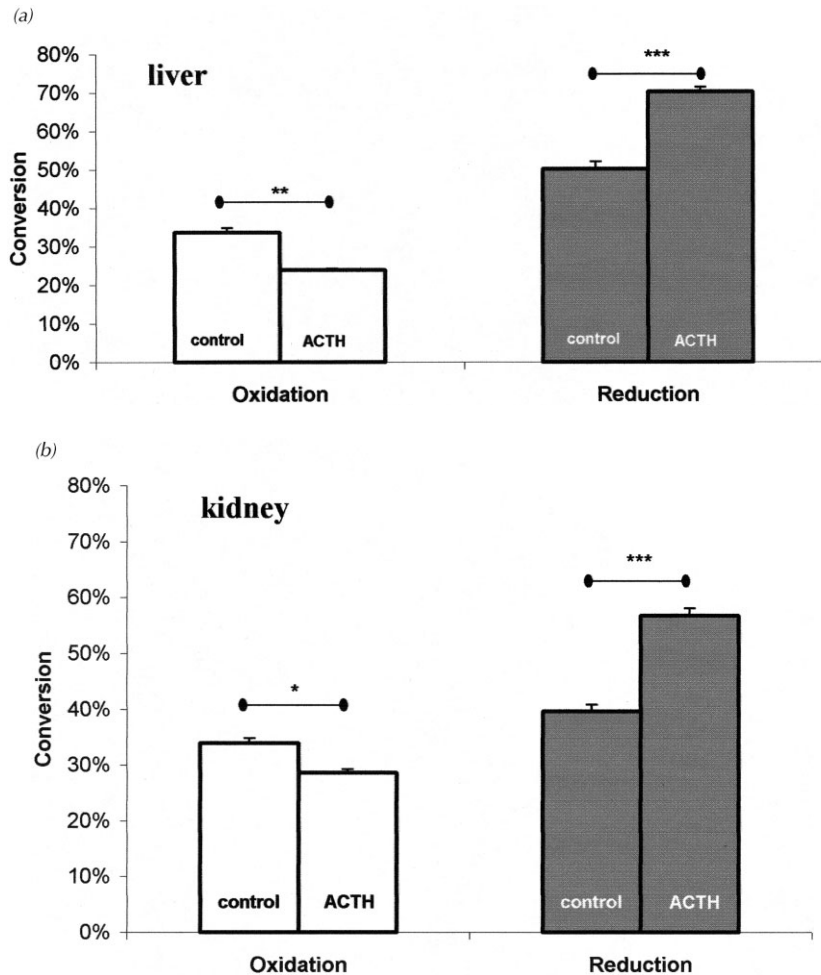 (a)
80%
liver
***
70%
60%
50%
**
40%
30%
20%
10%
0%
Conversion
control
ACTH
control
ACTH
Oxidation
Reduction
(b)
80%
kidney
70%
***
60%
50%
*
40%
30%
20%
10%
0%
Conversion
control
ACTH
control
ACTH
Oxidation
Reduction